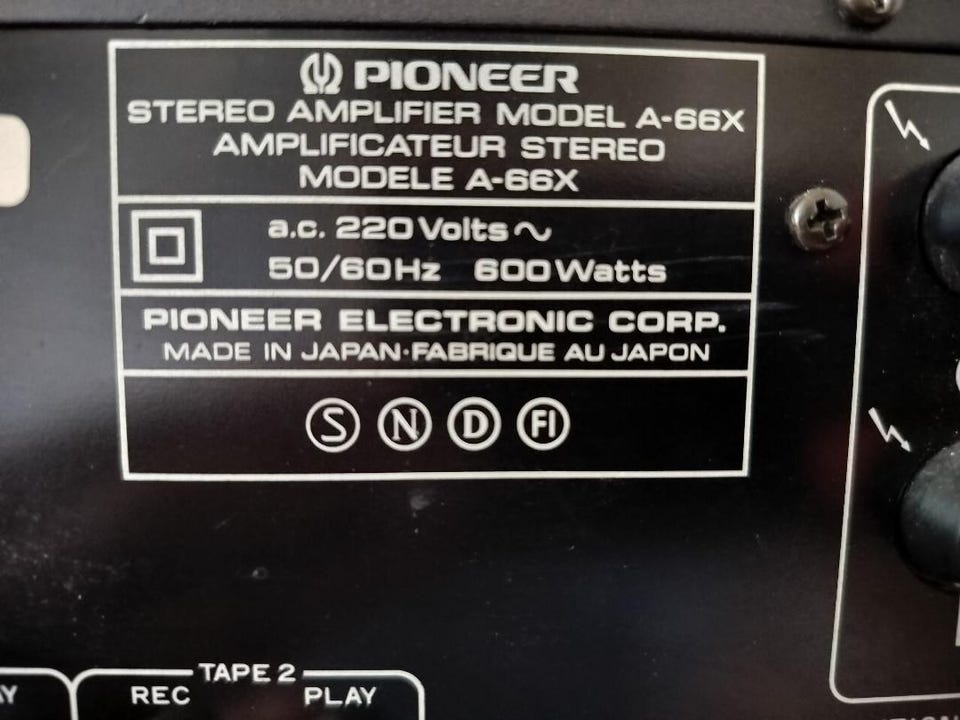 PIONEER
STEREO AMPLIFIER MODEL A-66X
AMPLIFICATEUR STEREO
MODELE A-66X
a.c. 220 Volts ~
50/60Hz 600 Watts
PIONEER ELECTRONIC CORP.
MADE IN JAPAN·FABRIQUE AU JAPON
S N D FI
TAPE 2
REC PLAY